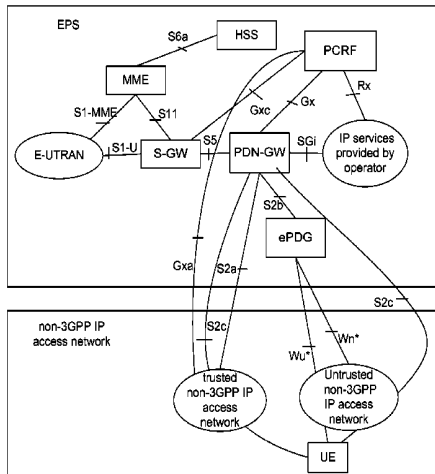 EPS
S6a
HSS
PCRF
MME
Gxc
Gx
Rx
S1-MME
S11
E-UTRAN
S1-U
S-GW
S5
PDN-GW
SGi
IP services
provided by
operator
S2b
ePDG
Gxa
S2a
S2c
S2c
non-3GPP IP
access network
Wn*
Wu*
trusted
non-3GPP IP
access
network
Untrusted
non-3GPP
IP access
network
UE